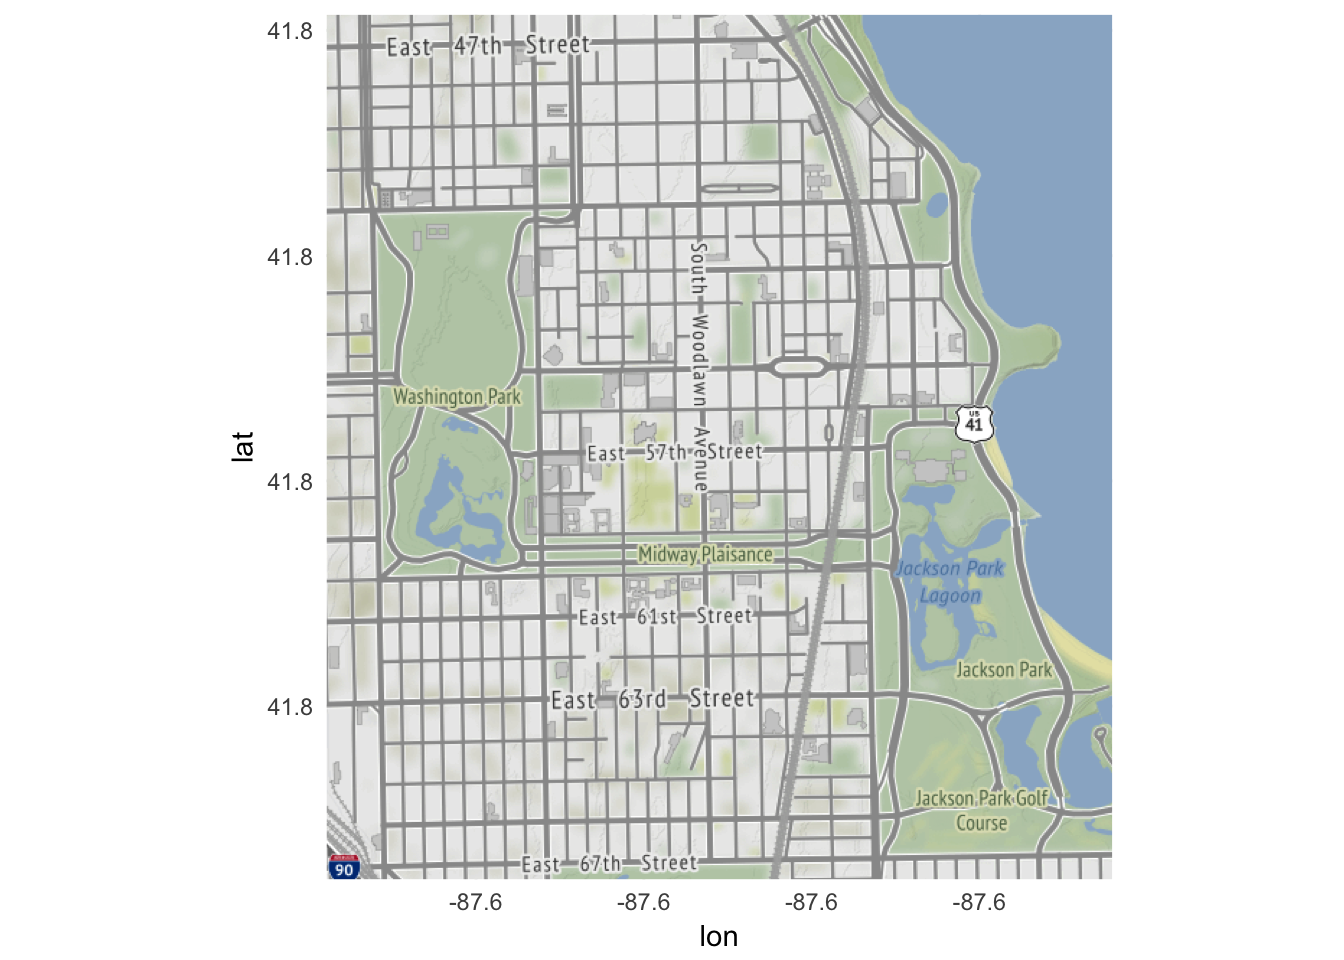 41.8
East 47th Street
41.8
South Woodlawn Avenue
Washington Park
US
41
lat
East 57th Street
41.8
Midway Plaisance
Jackson Park
Lagoon
East 61st Street
Jackson Park
East 63rd Street
41.8
Jackson Park Golf
Course
East 67th Street
90
-87.6
-87.6
-87.6
-87.6
lon